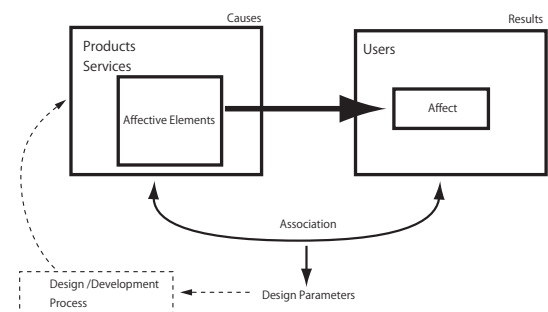 Causes
Results
Products
Services
Users
Affective Elements
Affect
Association
Design /Development
Process
Design Parameters